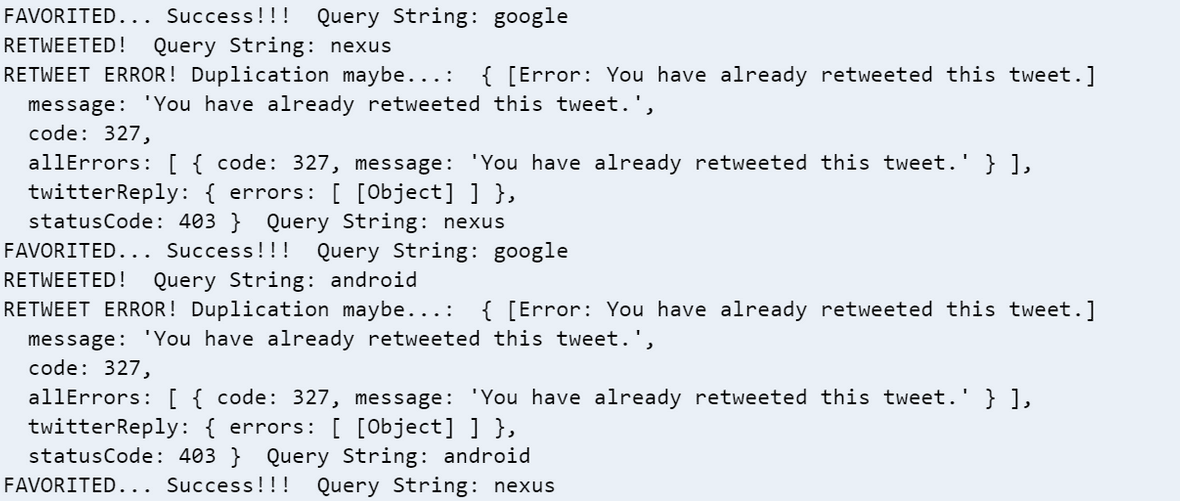 FAVORITED... Success!!!  Query String: google
RETWEETED!  Query String: nexus
RETWEET ERROR! Duplication maybe...:  { [Error: You have already retweeted this tweet.]
  message: 'You have already retweeted this tweet.',
  code: 327,
  allErrors: [ { code: 327, message: 'You have already retweeted this tweet.' } ],
  twitterReply: { errors: [ [Object] ] },
  statusCode: 403 }  Query String: nexus
FAVORITED... Success!!!  Query String: google
RETWEETED!  Query String: android
RETWEET ERROR! Duplication maybe...:  { [Error: You have already retweeted this tweet.]
  message: 'You have already retweeted this tweet.',
  code: 327,
  allErrors: [ { code: 327, message: 'You have already retweeted this tweet.' } ],
  twitterReply: { errors: [ [Object] ] },
  statusCode: 403 }  Query String: android
FAVORITED... Success!!!  Query String: nexus